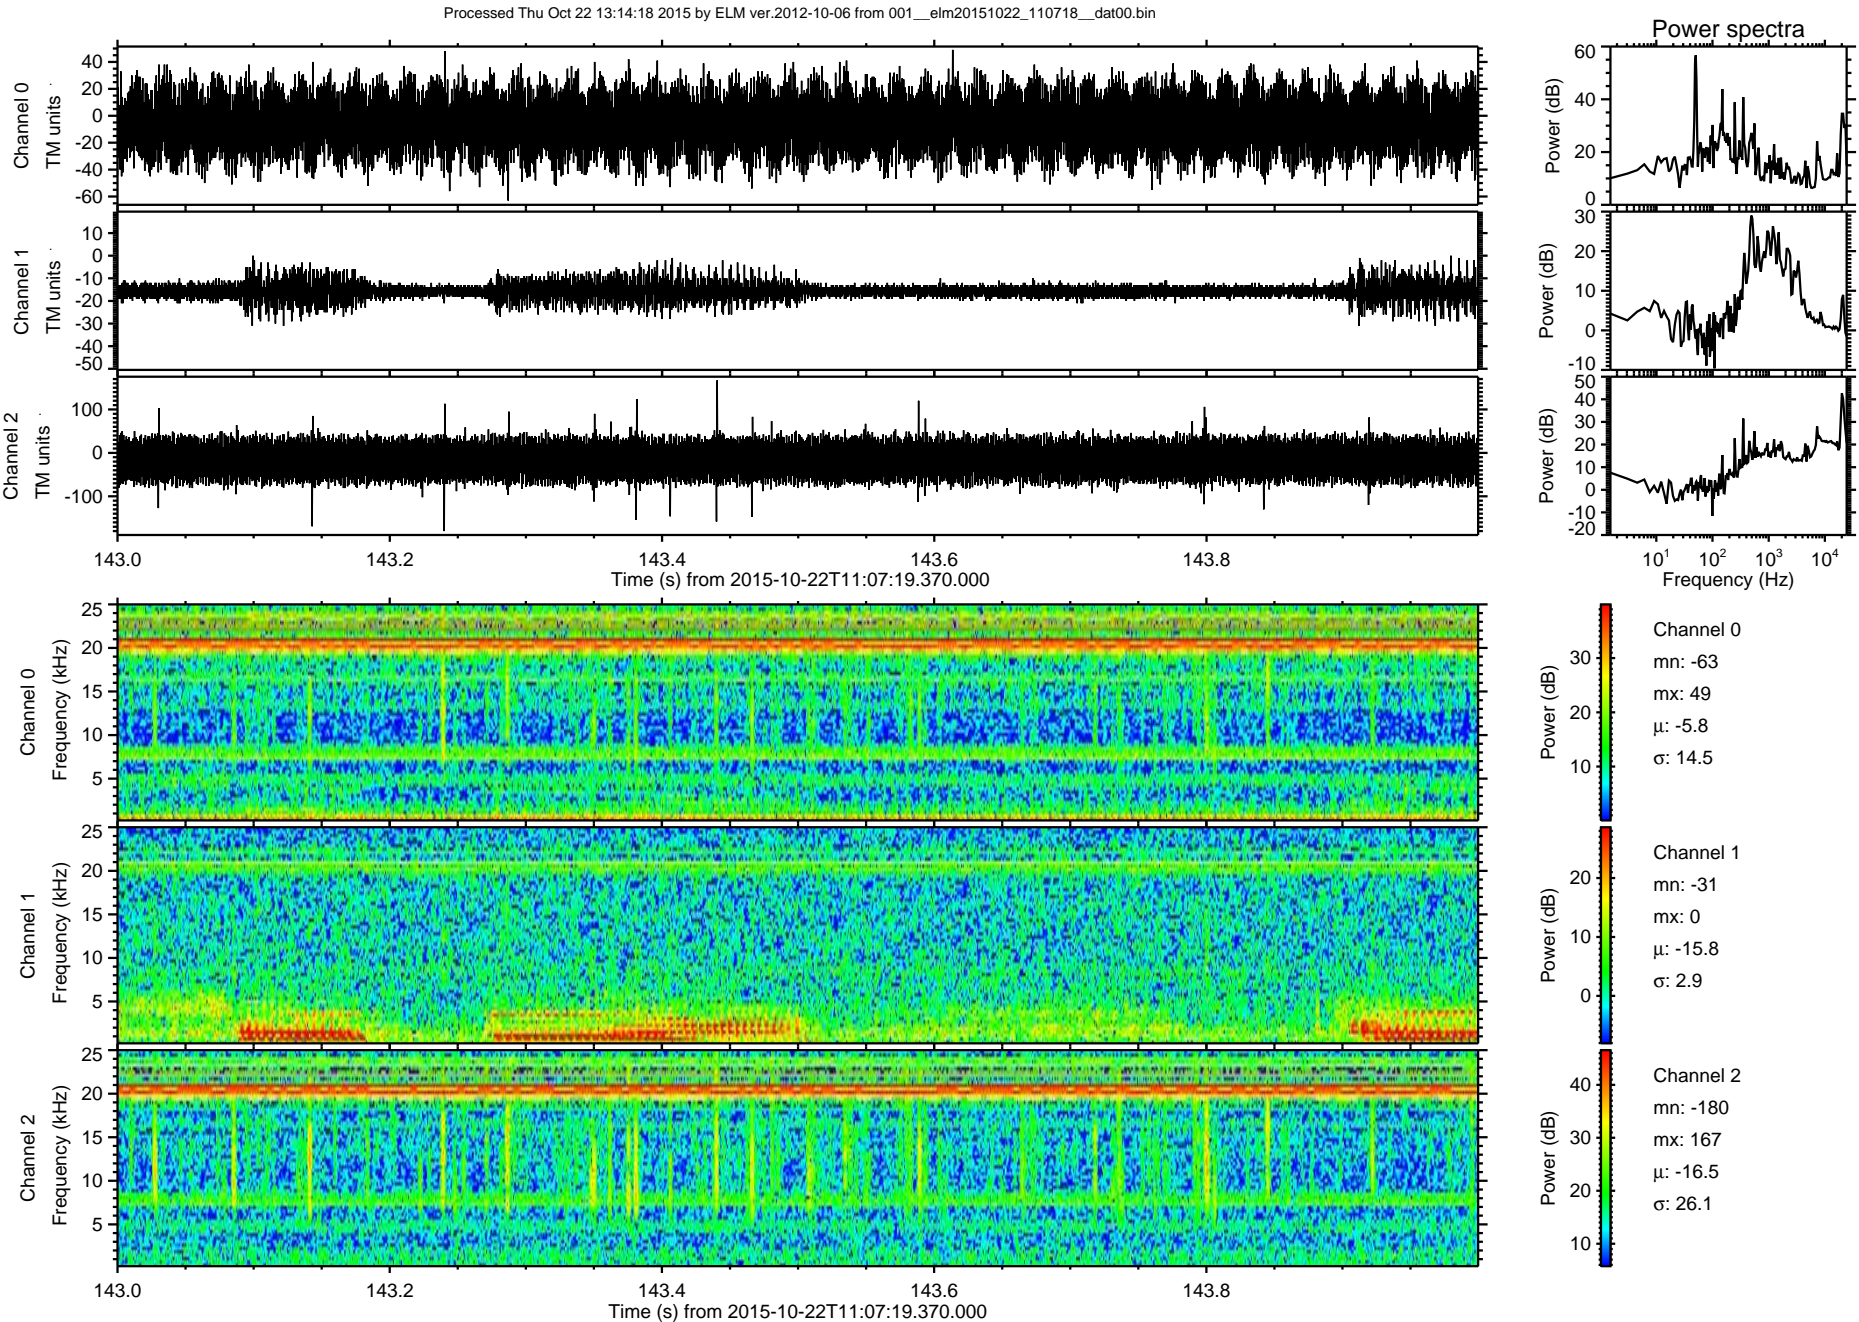 Processed Thu Oct 22 13:14:18 2015 by ELM ver.2012-10-06 from 001__elm20151022_110718__dat00.bin
Power spectra
Channel 0
TM units
40
20
0
-20
-40
-60
Power (dB)
60
40
20
0
Channel 1
TM units
10
0
-10
-20
-30
-40
-50
Power (dB)
30
20
10
0
-10
Channel 2
TM units
100
0
-100
Power (dB)
50
40
30
20
10
0
-10
-20
143.0 143.2 143.4 143.6 143.8
Time (s) from 2015-10-22T11:07:19.370.000
10^1 10^2 10^3 10^4
Frequency (Hz)
Channel 0
Frequency (kHz)
25
20
15
10
5
Power (dB)
30
20
10
Channel 0
mn: -63
mx: 49
μ: -5.8
σ: 14.5
Channel 1
Frequency (kHz)
25
20
15
10
5
Power (dB)
20
10
0
Channel 1
mn: -31
mx: 0
μ: -15.8
σ: 2.9
Channel 2
Frequency (kHz)
25
20
15
10
5
Power (dB)
40
30
20
10
Channel 2
mn: -180
mx: 167
μ: -16.5
σ: 26.1
143.0 143.2 143.4 143.6 143.8
Time (s) from 2015-10-22T11:07:19.370.000